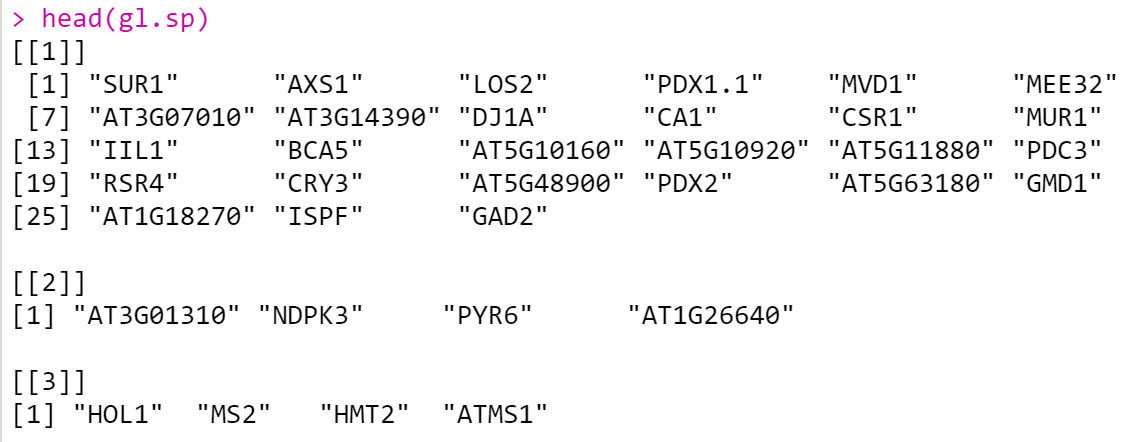 > head(gl.sp)
[[1]]
 [1] "SUR1"      "AXS1"      "LOS2"      "PDX1.1"    "MVD1"      "MEE32"
 [7] "AT3G07010" "AT3G14390" "DJ1A"      "CA1"       "CSR1"      "MUR1"
[13] "IIL1"      "BCA5"      "AT5G10160" "AT5G10920" "AT5G11880" "PDC3"
[19] "RSR4"      "CRY3"      "AT5G48900" "PDX2"      "AT5G63180" "GMD1"
[25] "AT1G18270" "ISPF"      "GAD2"
[[2]]
[1] "AT3G01310" "NDPK3"     "PYR6"      "AT1G26640"
[[3]]
[1] "HOL1"  "MS2"   "HMT2"  "ATMS1"